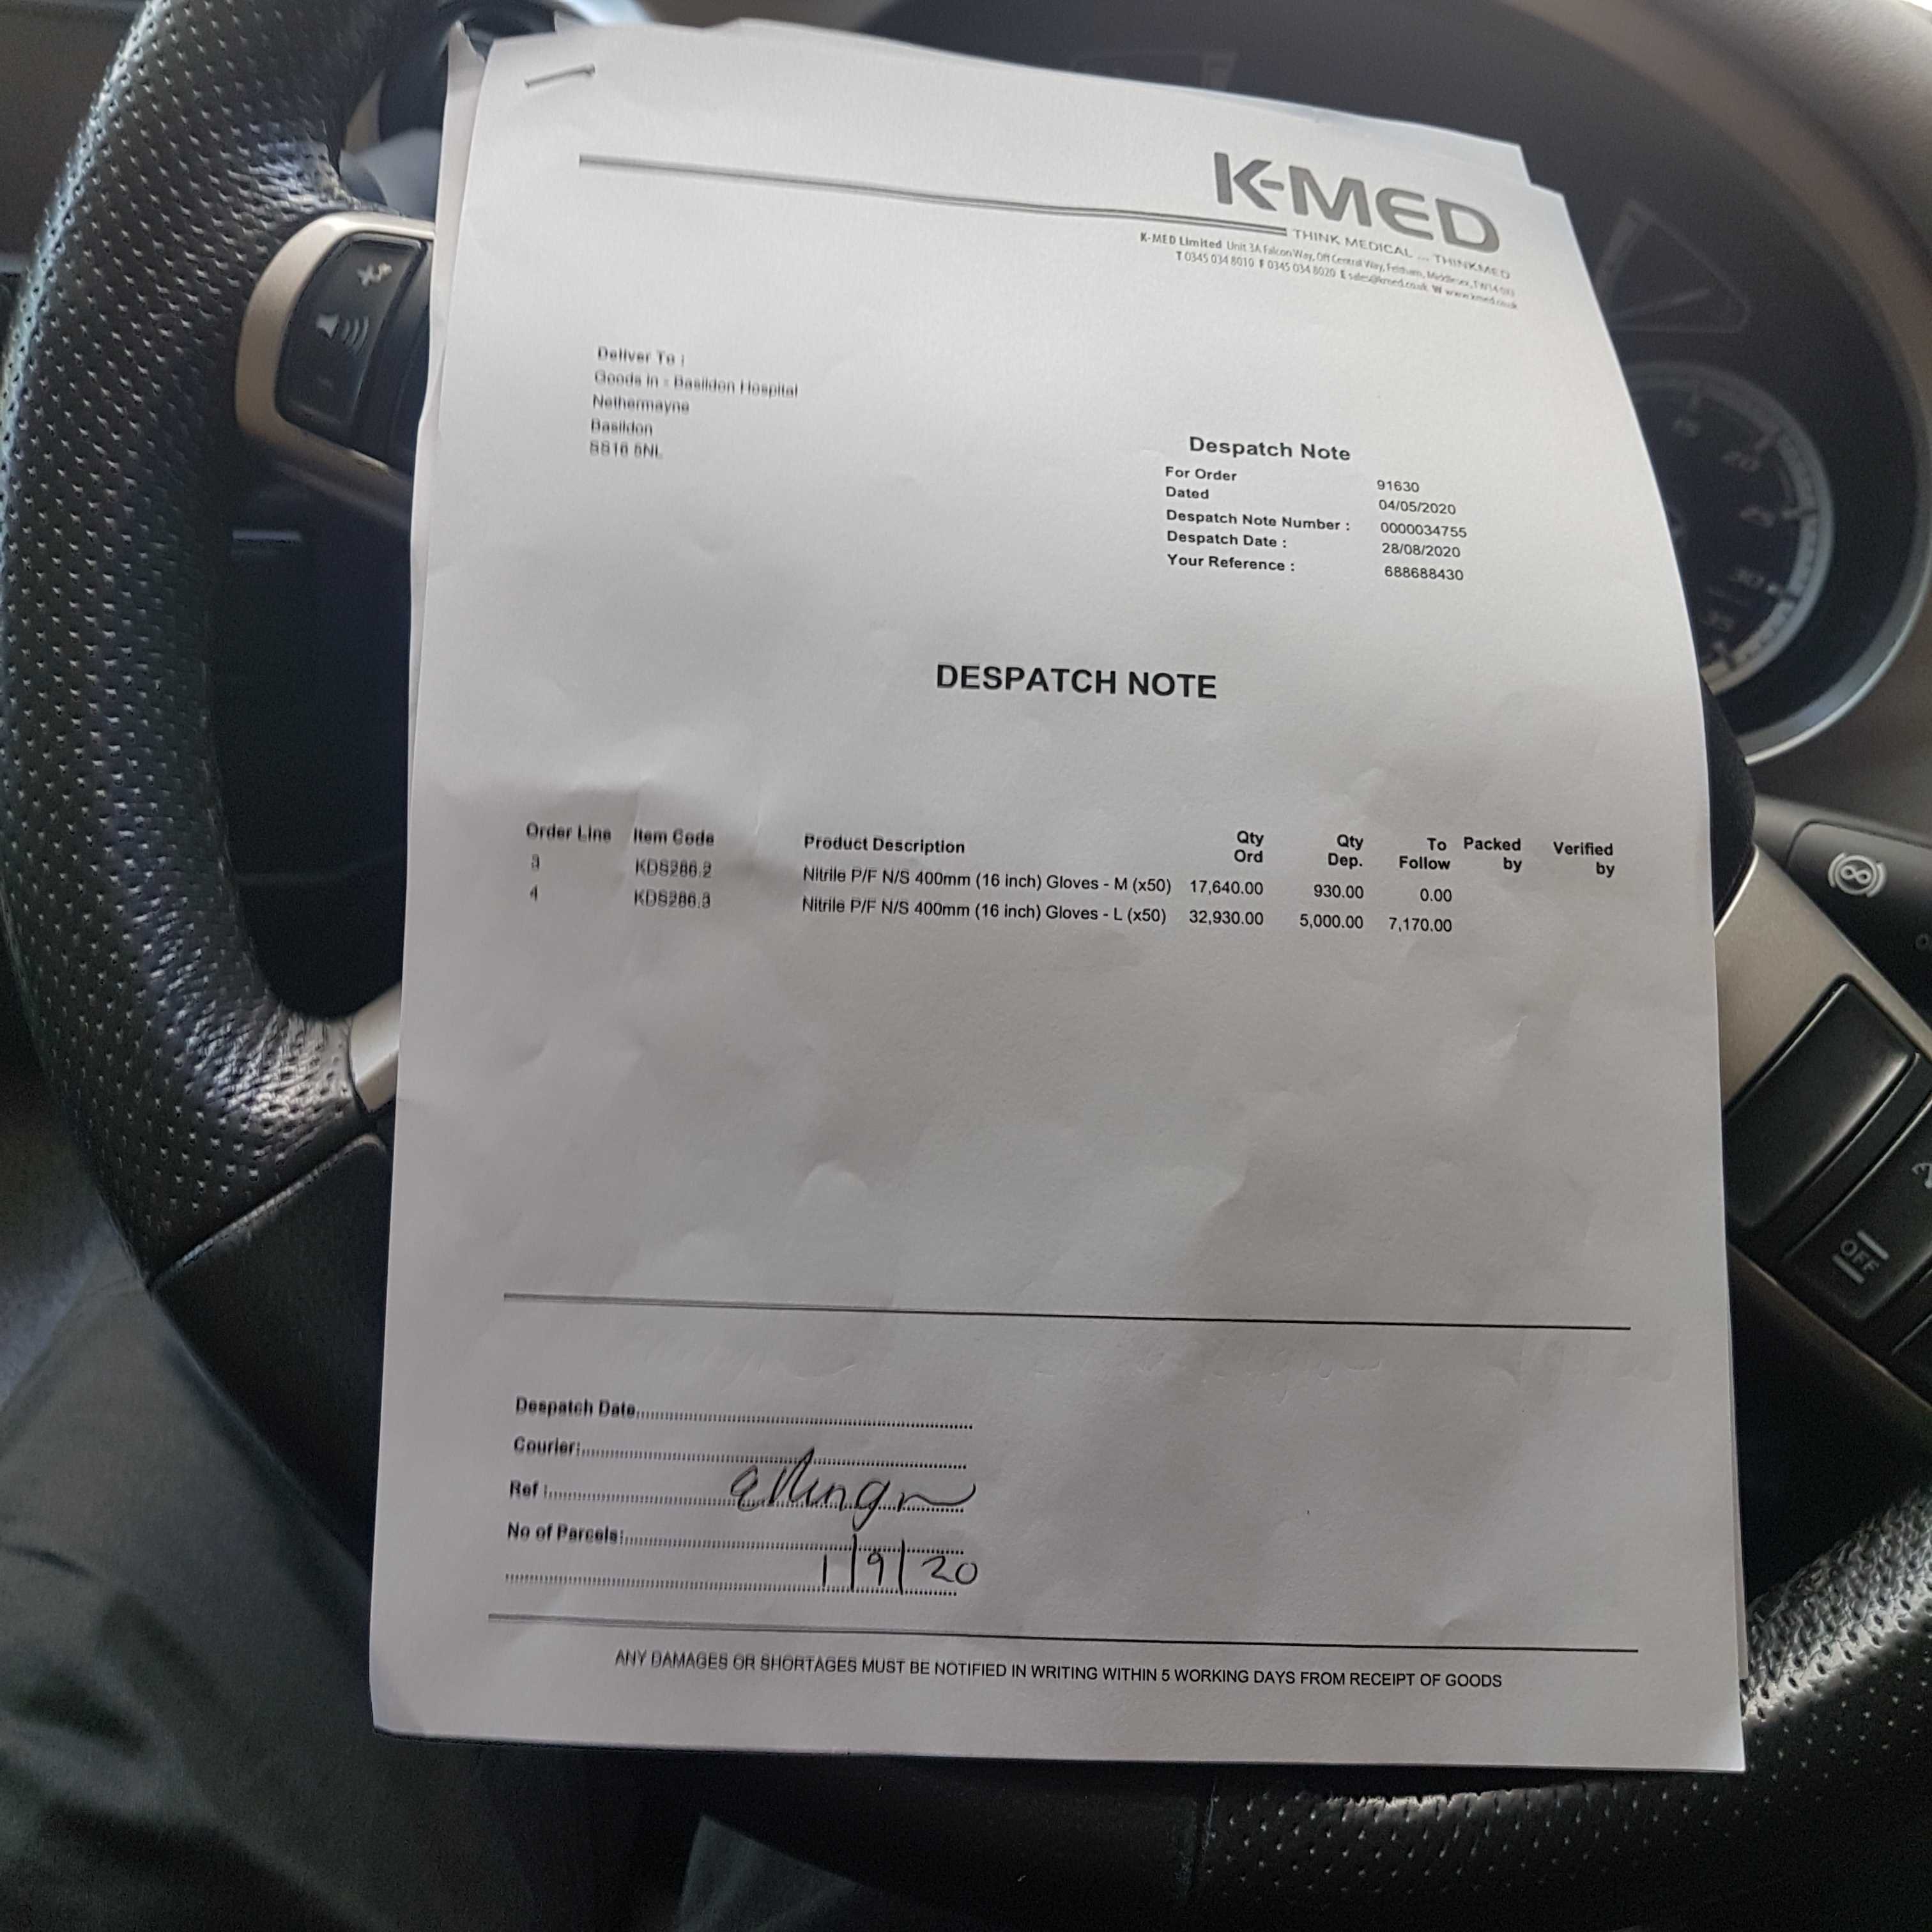 K-MED
THINK MEDICAL ... THINKMED
K-MED Limited Unit 3A Falcon Way, Off Central Way, Feltham, Middlesex,
T 0345 034 8010 F 0345 034 8020 E sales@kmed.co.uk W www.kmed.co.uk
Deliver To :
Goods In - Basildon Hospital
Nethermayne
Basildon
SS16 5NL
Despatch Note
For Order 91630
Dated 04/05/2020
Despatch Note Number : 0000034755
Despatch Date : 28/08/2020
Your Reference : 688688430
DESPATCH NOTE
Order Line Item Code Product Description Qty Ord Qty Dep. To Follow Packed by Verified by
3 KDS286.2 Nitrile P/F N/S 400mm (16 inch) Gloves - M (x50) 17,640.00 930.00 0.00
4 KDS286.3 Nitrile P/F N/S 400mm (16 inch) Gloves - L (x50) 32,930.00 5,000.00 7,170.00
Despatch Date
Courier:
Ref :
No of Parcels:
1/9/20
ANY DAMAGES OR SHORTAGES MUST BE NOTIFIED IN WRITING WITHIN 5 WORKING DAYS FROM RECEIPT OF GOODS
20
30
OFF